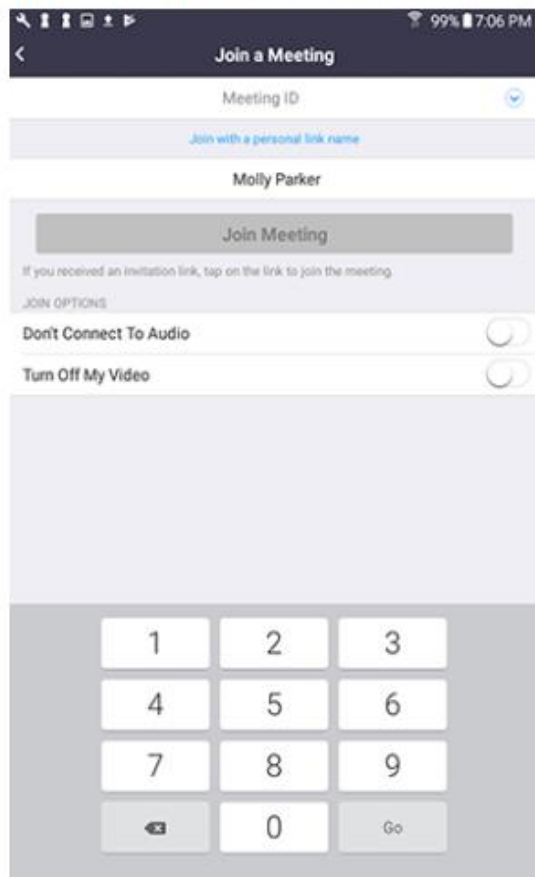 99% 7:06 PM
Join a Meeting
Meeting ID
Join with a personal link name
Molly Parker
Join Meeting
If you received an invitation link, tap on the link to join the meeting.
JOIN OPTIONS
Don't Connect To Audio
Turn Off My Video
1 2 3
4 5 6
7 8 9
0 Go